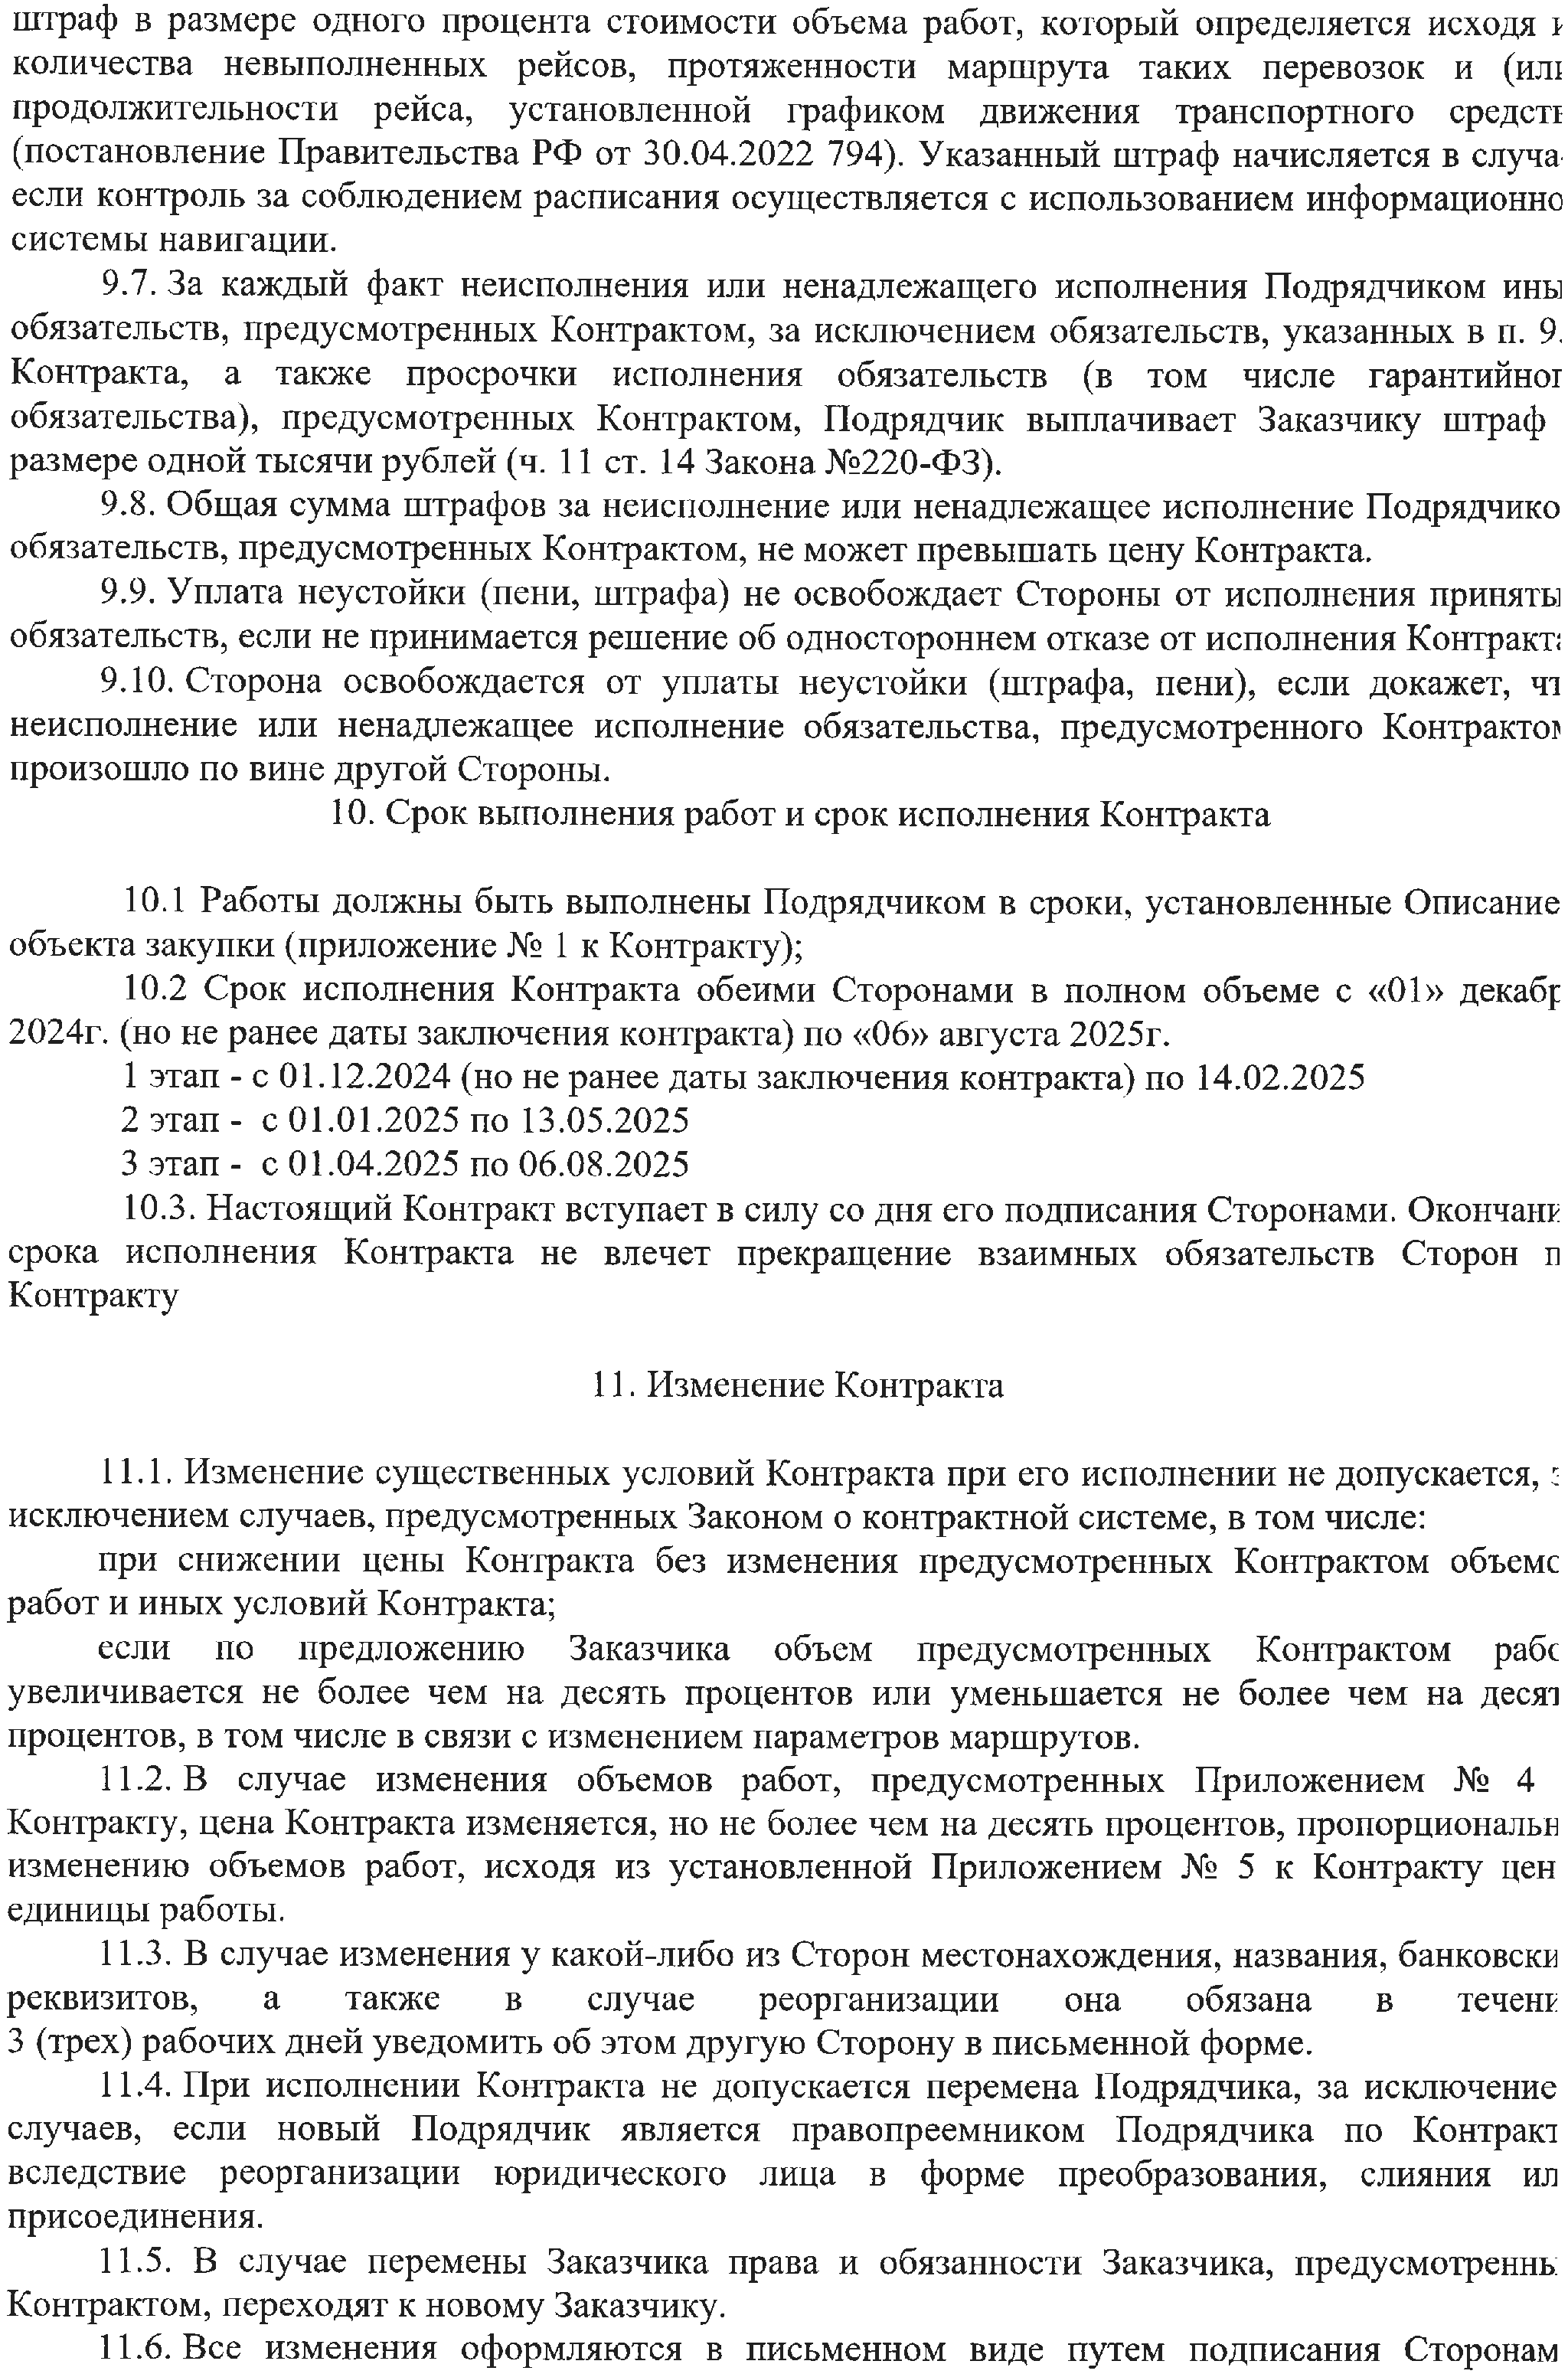 штраф в размере одного процента стоимости объема работ, который определяется исходя и
количества невыполненных рейсов, протяженности маршрута таких перевозок и (или
продолжительности рейса, установленной графиком движения транспортного средств
(постановление Правительства РФ от 30.04.2022 794). Указанный штраф начисляется в случа
если контроль за соблюдением расписания осуществляется с использованием информационно
системы навигации.
9.7. За каждый факт неисполнения или ненадлежащего исполнения Подрядчиком ины
обязательств, предусмотренных Контрактом, за исключением обязательств, указанных в п. 9.
Контракта, а также просрочки исполнения обязательств (в том числе гарантийног
обязательства), предусмотренных Контрактом, Подрядчик выплачивает Заказчику штраф
размере одной тысячи рублей (ч. 11 ст. 14 Закона №220-ФЗ).
9.8. Общая сумма штрафов за неисполнение или ненадлежащее исполнение Подрядчико
обязательств, предусмотренных Контрактом, не может превышать цену Контракта.
9.9. Уплата неустойки (пени, штрафа) не освобождает Стороны от исполнения приняты
обязательств, если не принимается решение об одностороннем отказе от исполнения Контракта
9.10. Сторона освобождается от уплаты неустойки (штрафа, пени), если докажет, чт
неисполнение или ненадлежащее исполнение обязательства, предусмотренного Контрактом
произошло по вине другой Стороны.
10. Срок выполнения работ и срок исполнения Контракта
10.1 Работы должны быть выполнены Подрядчиком в сроки, установленные Описание
объекта закупки (приложение № 1 к Контракту);
10.2 Срок исполнения Контракта обеими Сторонами в полном объеме с «01» декабр
2024г. (но не ранее даты заключения контракта) по «06» августа 2025г.
1 этап - с 01.12.2024 (но не ранее даты заключения контракта) по 14.02.2025
2 этап - с 01.01.2025 по 13.05.2025
3 этап - с 01.04.2025 по 06.08.2025
10.3. Настоящий Контракт вступает в силу со дня его подписания Сторонами. Окончани
срока исполнения Контракта не влечет прекращение взаимных обязательств Сторон п
Контракту
11. Изменение Контракта
11.1. Изменение существенных условий Контракта при его исполнении не допускается, з
исключением случаев, предусмотренных Законом о контрактной системе, в том числе:
при снижении цены Контракта без изменения предусмотренных Контрактом объемо
работ и иных условий Контракта;
если по предложению Заказчика объем предусмотренных Контрактом рабо
увеличивается не более чем на десять процентов или уменьшается не более чем на десят
процентов, в том числе в связи с изменением параметров маршрутов.
11.2. В случае изменения объемов работ, предусмотренных Приложением № 4
Контракту, цена Контракта изменяется, но не более чем на десять процентов, пропорциональн
изменению объемов работ, исходя из установленной Приложением № 5 к Контракту цен
единицы работы.
11.3. В случае изменения у какой-либо из Сторон местонахождения, названия, банковски
реквизитов, а также в случае реорганизации она обязана в течени
3 (трех) рабочих дней уведомить об этом другую Сторону в письменной форме.
11.4. При исполнении Контракта не допускается перемена Подрядчика, за исключение
случаев, если новый Подрядчик является правопреемником Подрядчика по Контракт
вследствие реорганизации юридического лица в форме преобразования, слияния ил
присоединения.
11.5. В случае перемены Заказчика права и обязанности Заказчика, предусмотренны
Контрактом, переходят к новому Заказчику.
11.6. Все изменения оформляются в письменном виде путем подписания Сторонам